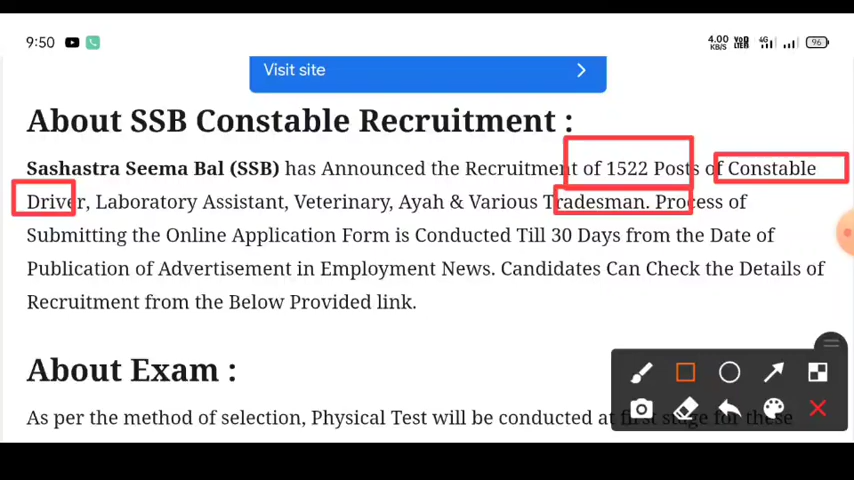 9:50
4.00 KB/S
4G
96
Visit site
About SSB Constable Recruitment :
Sashastra Seema Bal (SSB) has Announced the Recruitment of 1522 Posts of Constable
Driver, Laboratory Assistant, Veterinary, Ayah & Various Tradesman. Process of
Submitting the Online Application Form is Conducted Till 30 Days from the Date of
Publication of Advertisement in Employment News. Candidates Can Check the Details of
Recruitment from the Below Provided link.
About Exam :
As per the method of selection, Physical Test will be conducted at first stage for these